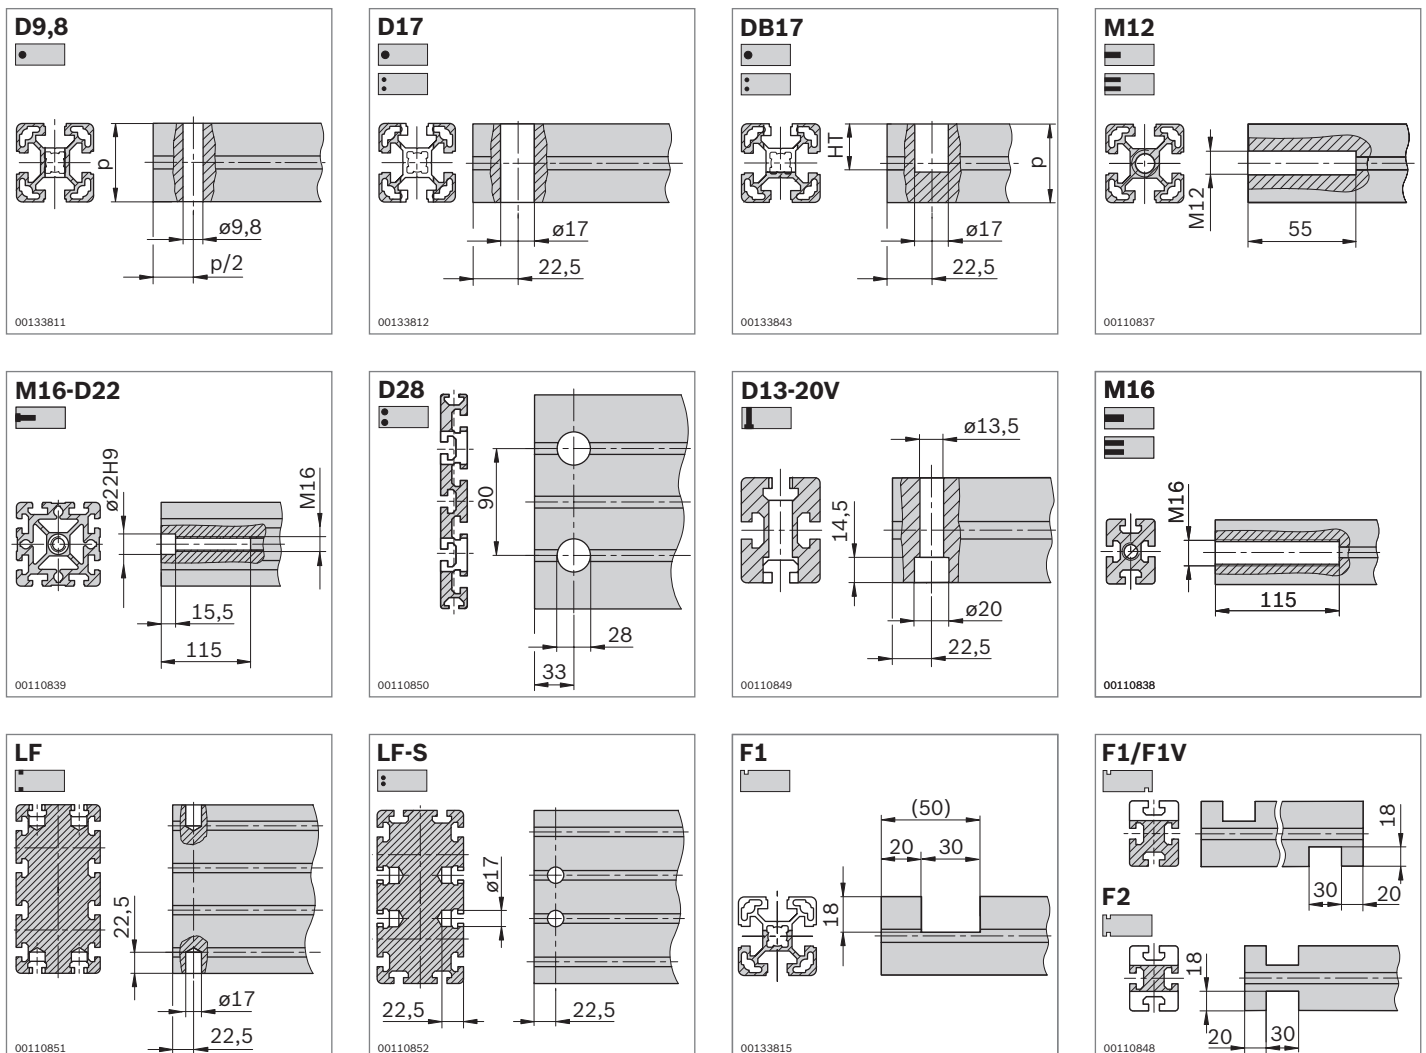 D9,8
p
ø9,8
p/2
00133811
D17
ø17
22,5
00133812
DB17
HT
p
ø17
22,5
00133843
M12
M12
55
00110837
M16-D22
ø22H9
M16
15,5
115
00110839
D28
90
28
33
00110850
D13-20V
ø13,5
14,5
ø20
22,5
00110849
M16
M16
115
00110838
LF
22,5
ø17
22,5
00110851
LF-S
ø17
22,5
22,5
00110852
F1
(50)
20
30
18
00133815
F1/F1V
18
30
20
F2
18
20
30
00110848